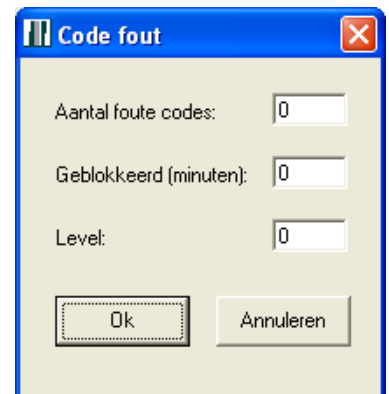 Code fout
Aantal foute codes: 0
Geblokkeerd (minuten): 0
Level: 0
Ok Annuleren